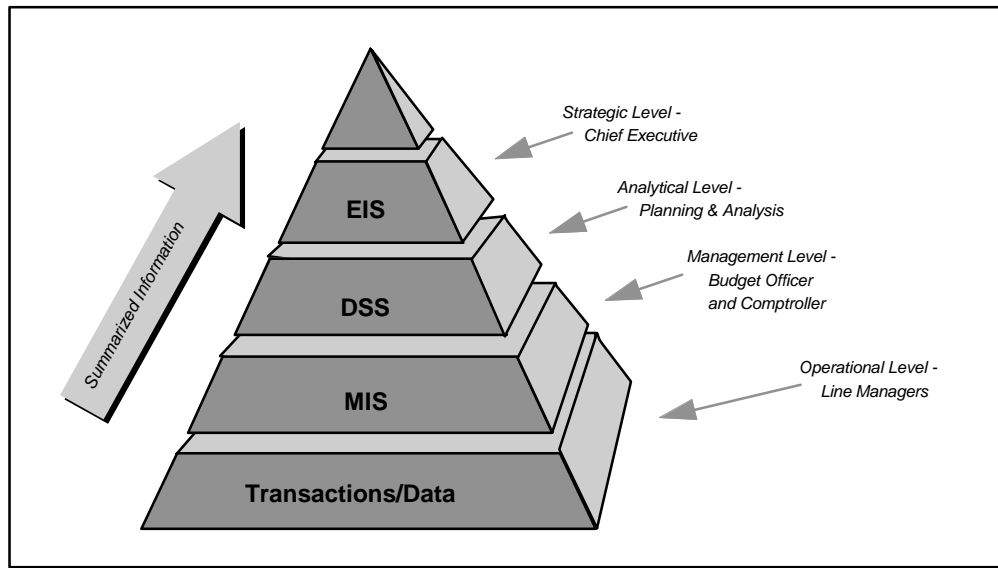 Strategic Level -
Chief Executive
Analytical Level -
Planning & Analysis
EIS
Management Level -
Budget Officer
and Comptroller
Summarized Information
DSS
Operational Level -
Line Managers
MIS
Transactions/Data